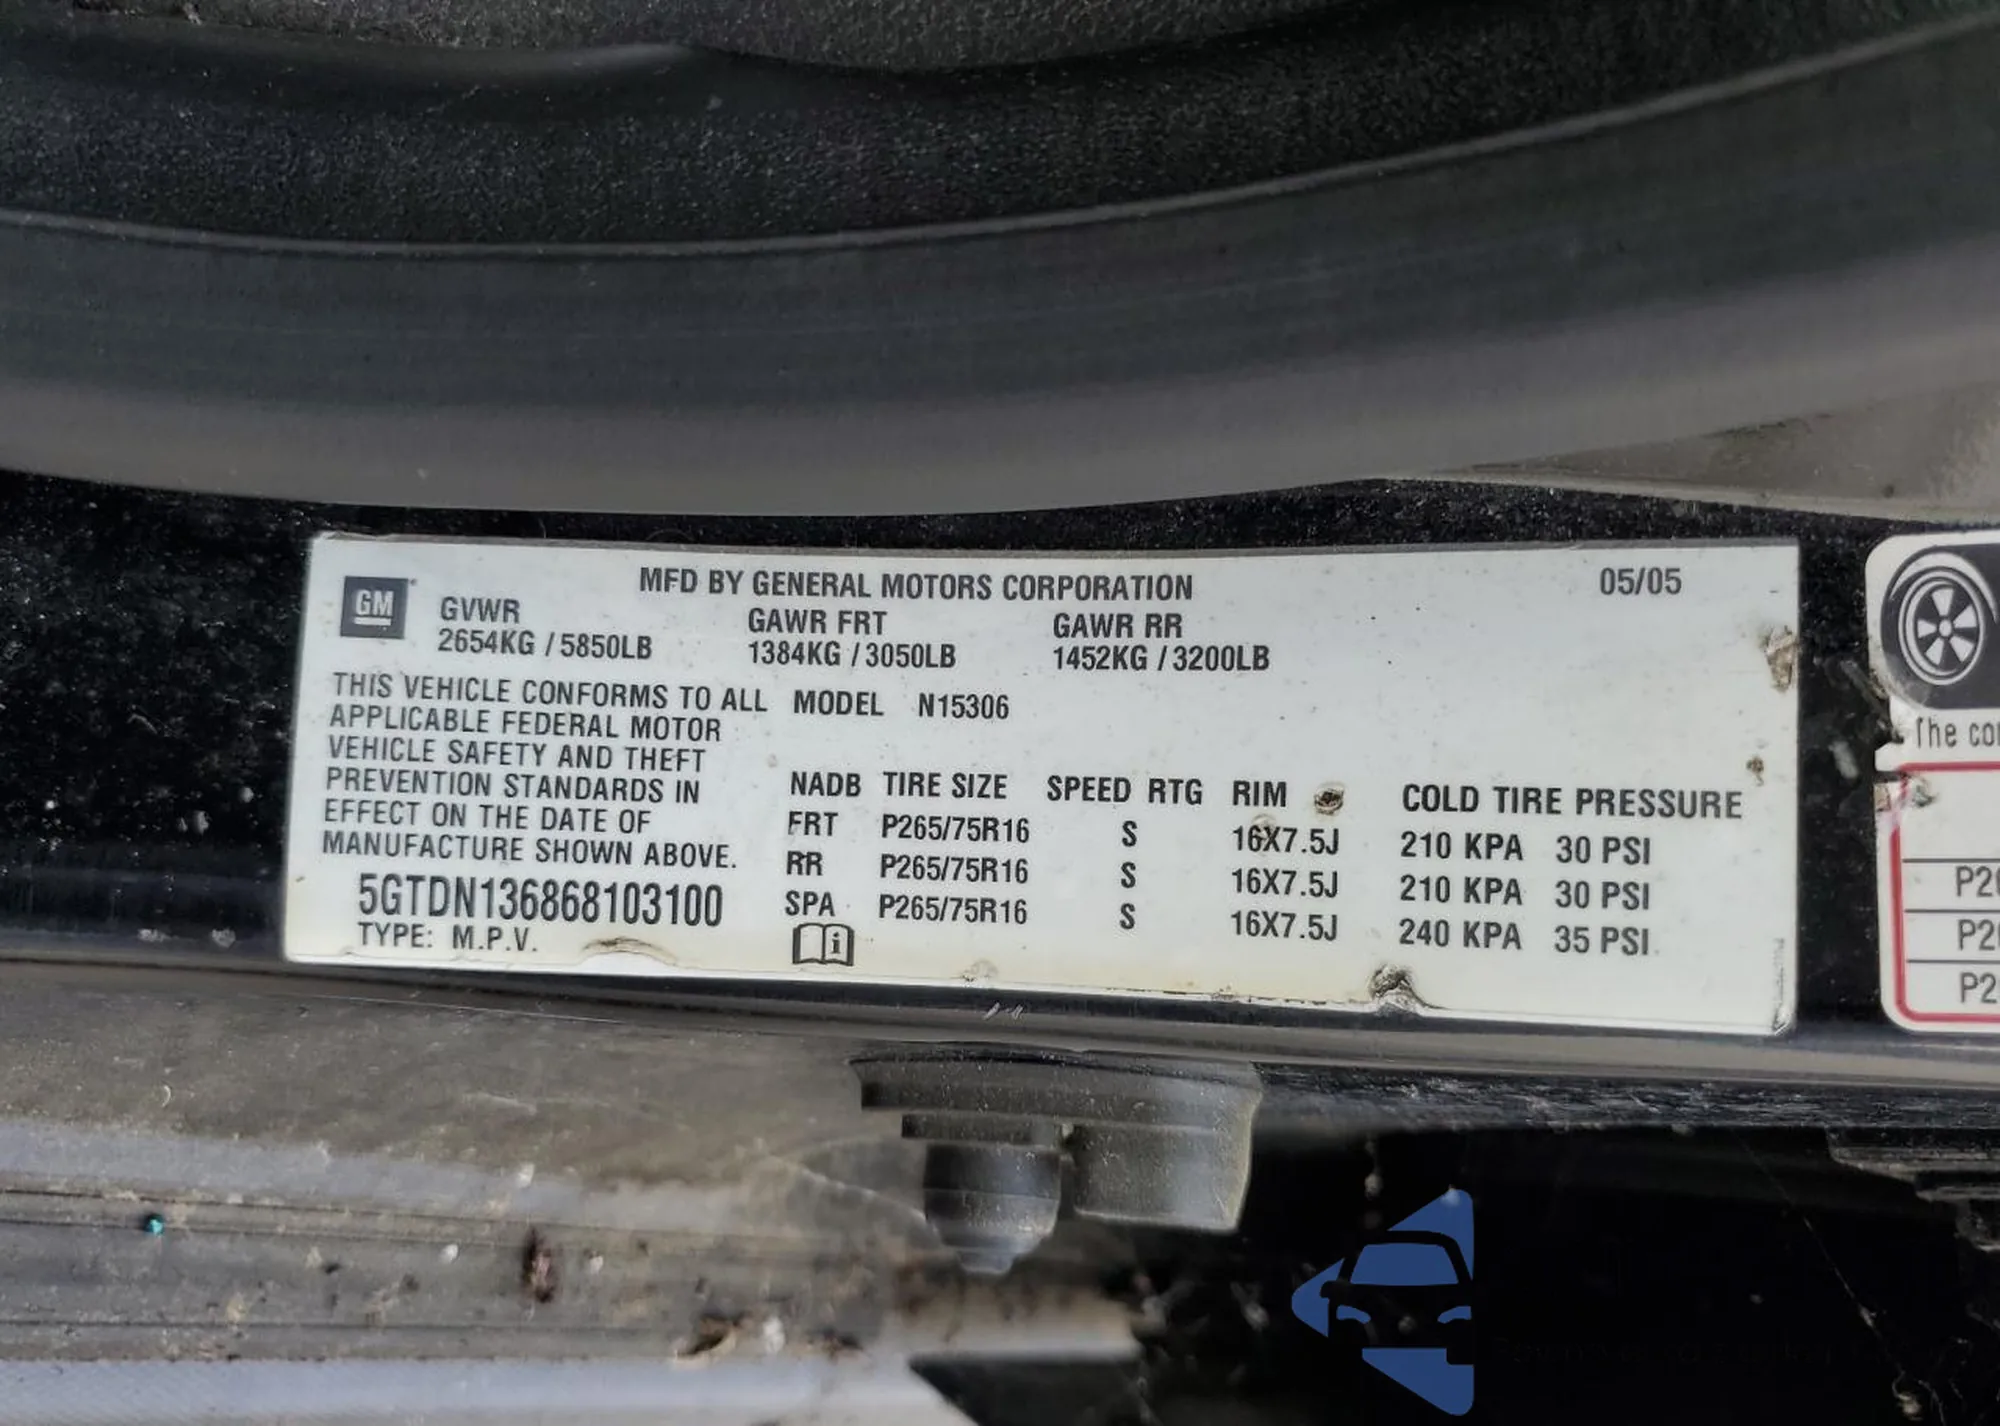 MFD BY GENERAL MOTORS CORPORATION 05/05
GM GVWR GAWR FRT GAWR RR
2654KG / 5850LB 1384KG / 3050LB 1452KG / 3200LB
THIS VEHICLE CONFORMS TO ALL MODEL N15306
APPLICABLE FEDERAL MOTOR
VEHICLE SAFETY AND THEFT
PREVENTION STANDARDS IN
EFFECT ON THE DATE OF
MANUFACTURE SHOWN ABOVE.
5GTDN136868103100
TYPE: M.P.V.
NADB TIRE SIZE SPEED RTG RIM COLD TIRE PRESSURE
FRT P265/75R16 S 16X7.5J 210 KPA 30 PSI
RR P265/75R16 S 16X7.5J 210 KPA 30 PSI
SPA P265/75R16 S 16X7.5J 240 KPA 35 PSI
i
The
P2
P2
P2